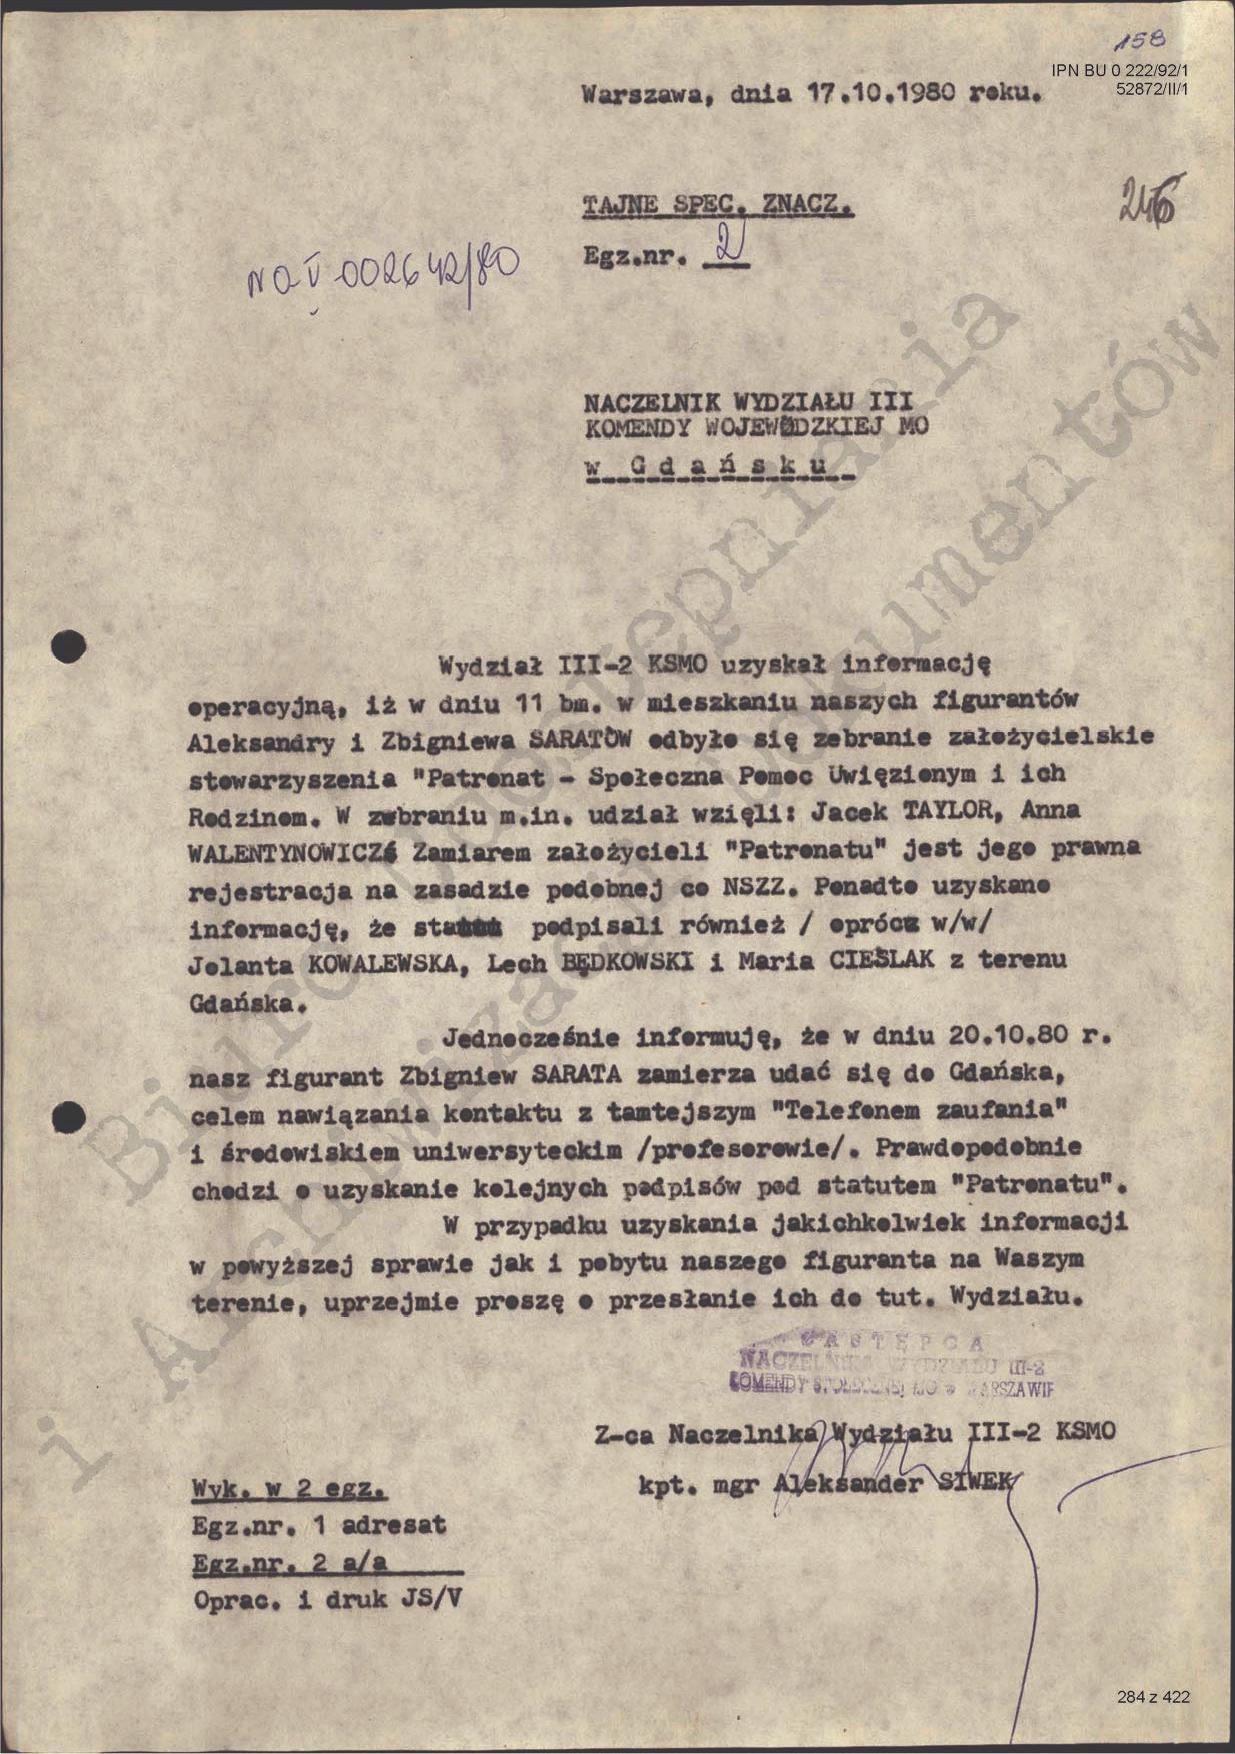 158
IPN BU 0 222/92/1
52872/II/1
Warszawa, dnia 17.10.1980 roku.
246
TAJNE SPEC. ZNACZ.
Egz.nr. 2
002642/80
NACZELNIK WYDZIAŁU III
KOMENDY WOJEWÓDZKIEJ MO
w Gdańsku
Wydział III-2 KSMO uzyskał informację
operacyjną, iż w dniu 11 bm. w mieszkaniu naszych figurantów
Aleksandry i Zbigniewa SARATÓW odbyło się zebranie założycielskie
stowarzyszenia "Patronat - Społeczna Pomoc Uwięzionym i ich
Rodzinom. W zebraniu m.in. udział wzięli: Jacek TAYLOR, Anna
WALENTYNOWICZ. Zamiarem założycieli "Patronatu" jest jego prawna
rejestracja na zasadzie podobnej co NSZZ. Ponadto uzyskano
informację, że statut podpisali również / oprócz w/w/
Jolanta KOWALEWSKA, Lech BĘDKOWSKI i Maria CIEŚLAK z terenu
Gdańska.
Jednocześnie informuję, że w dniu 20.10.80 r.
nasz figurant Zbigniew SARATA zamierza udać się do Gdańska,
celem nawiązania kontaktu z tamtejszym "Telefonem zaufania"
i środowiskiem uniwersyteckim /profesorowie/. Prawdopodobnie
chodzi o uzyskanie kolejnych podpisów pod statutem "Patronatu".
W przypadku uzyskania jakichkolwiek informacji
w powyższej sprawie jak i pobytu naszego figuranta na Waszym
terenie, uprzejmie proszę o przesłanie ich do tut. Wydziału.
ZASTĘPCA
NACZELNIKA WYDZIAŁU III-2
KOMENDY STOŁECZNEJ MO w WARSZAWIE
Z-ca Naczelnika Wydziału III-2 KSMO
kpt. mgr Aleksander SIWEK
Wyk. w 2 egz.
Egz.nr. 1 adresat
Egz.nr. 2 a/a
Oprac. i druk JS/V
284 z 422
Biuro Udostępniania
i Archiwizacji Dokumentów